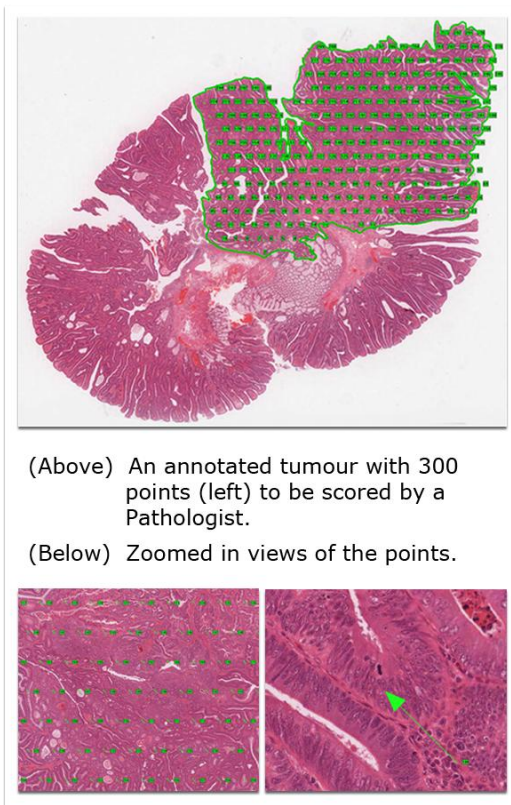 (Above) An annotated tumour with 300
points (left) to be scored by a
Pathologist.
(Below) Zoomed in views of the points.